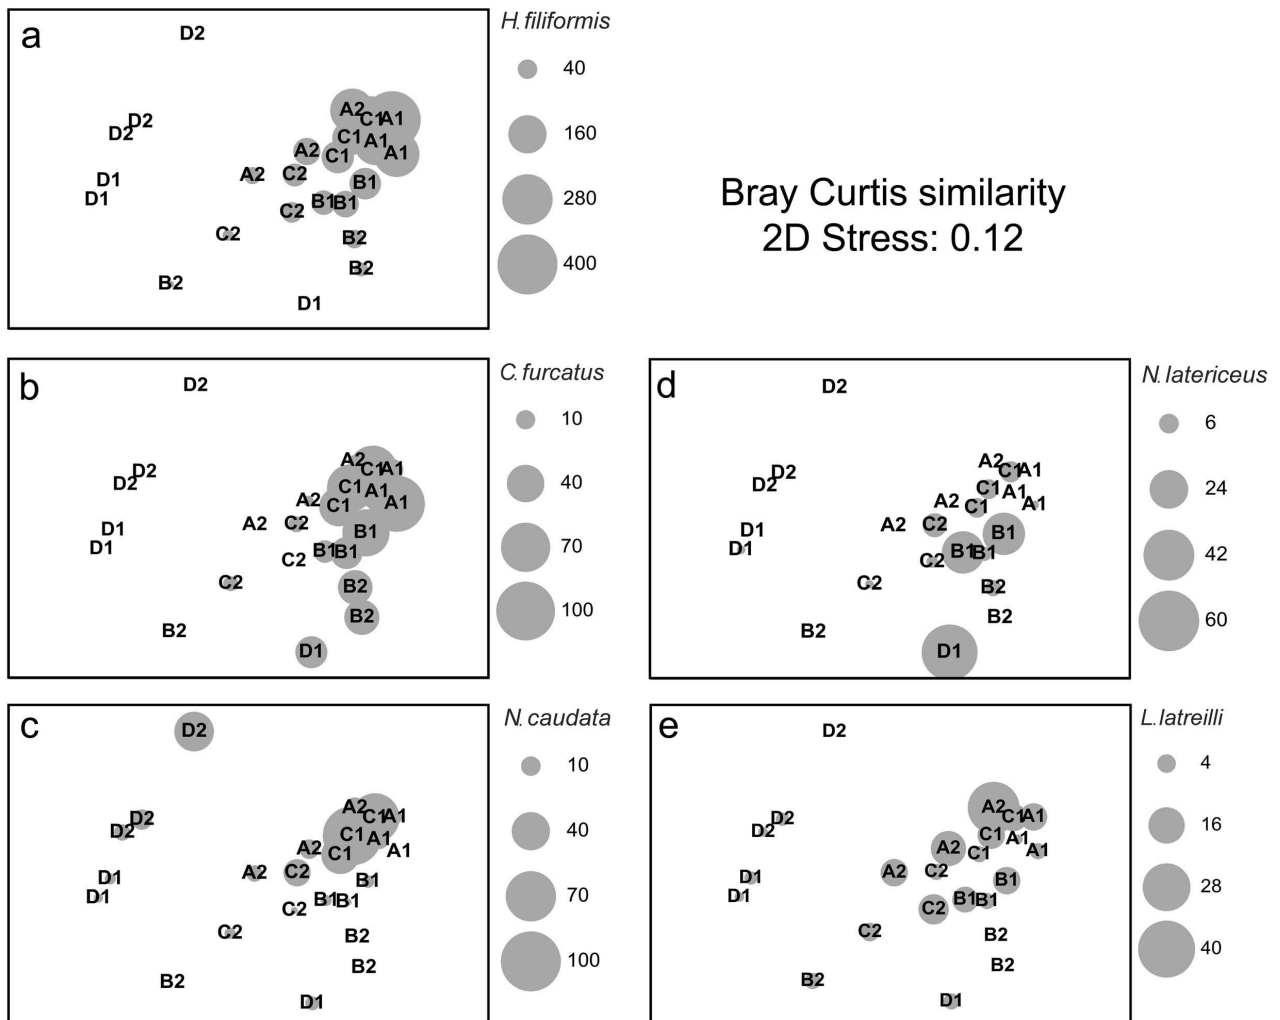 a
D2
H. filiformis
40
A2
C1
A1
D2
D2
C1
A1
160
A2
C1
A1
A2
C2
D1
B1
D1
B1
B1
280
C2
C2
B2
400
B2
B2
D1
Bray Curtis similarity
2D Stress: 0.12
b
D2
C. furcatus
10
A2
C1
A1
D2
D2
C1
A1
40
A2
C1
A1
A2
C2
D1
B1
D1
B1
B1
70
C2
C2
B2
100
B2
B2
D1
d
D2
N. latericeus
6
A2
C1
A1
D2
D2
C1
A1
24
A2
C1
A1
A2
C2
D1
B1
D1
B1
B1
42
C2
C2
B2
60
B2
B2
D1
c
D2
N. caudata
10
A2
C1
A1
D2
D2
C1
A1
40
A2
C1
A1
A2
C2
D1
B1
D1
B1
B1
70
C2
C2
B2
100
B2
B2
D1
e
D2
L. latreilli
4
A2
C1
A1
D2
D2
C1
A1
16
A2
C1
A1
A2
C2
D1
B1
D1
B1
B1
28
C2
C2
B2
40
B2
B2
D1